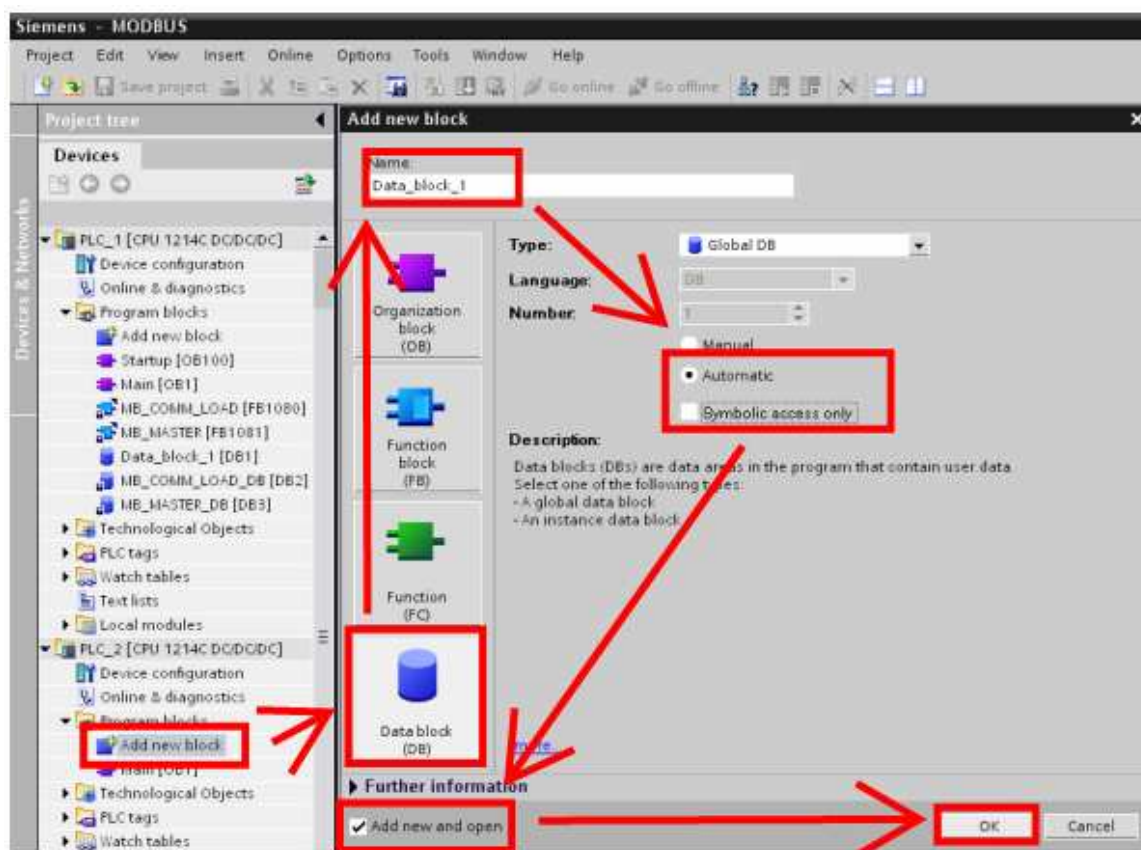 Siemens - MODBUS
Project Edit View Insert Online Options Tools Window Help
Save project Go online Go offline
Project tree
Add new block
Devices
Devices & Networks
PLC_1 [CPU 1214C DC/DC/DC]
Device configuration
Online & diagnostics
Program blocks
Add new block
Startup [OB100]
Main [OB1]
MB_COMM_LOAD [FB1080]
MB_MASTER [FB1081]
Data_block_1 [DB1]
MB_COMM_LOAD_DB [DB2]
MB_MASTER_DB [DB3]
Technological Objects
PLC tags
Watch tables
Text lists
Local modules
PLC_2 [CPU 1214C DC/DC/DC]
Device configuration
Online & diagnostics
Program blocks
Add new block
Main [OB1]
Technological Objects
PLC tags
Watch tables
Name:
Data_block_1
Organization
block
(OB)
Function
block
(FB)
Function
(FC)
Data block
(DB)
Type: Global DB
Language: DB
Number: 1
Manual
Automatic
Symbolic access only
Description:
Data blocks (DBs) are data areas in the program that contain user data
Select one of the following types:
- A global data block
- An instance data block
more...
Further information
Add new and open
OK Cancel